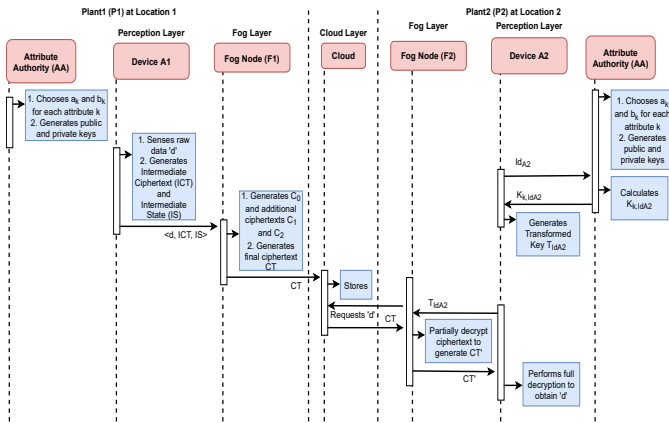 Plant1 (P1) at Location 1
Plant2 (P2) at Location 2
Perception Layer
Fog Layer
Cloud Layer
Fog Layer
Perception Layer
Attribute
Authority (AA)
Device A1
Fog Node (F1)
Cloud
Fog Node (F2)
Device A2
Attribute
Authority (AA)
1. Chooses aₖ and bₖ
for each attribute k
2. Generates public
and private keys
1. Senses raw
data 'd'
2. Generates
Intermediate
Ciphertext (ICT)
and
Intermediate
State (IS)
<d, ICT, IS>
1. Generates C₀
and additional
ciphertexts C₁
and C₂
2. Generates
final ciphertext
CT
CT
Stores
1. Chooses aₖ
and bₖ for each
attribute k
2. Generates
public and
private keys
Id_A2
K_k,IdA2
Calculates
K_k,IdA2
Generates
Transformed
Key T_IdA2
T_IdA2
Requests 'd'
CT
Partially decrypt
ciphertext to
generate CT'
CT'
Performs full
decryption to
obtain 'd'